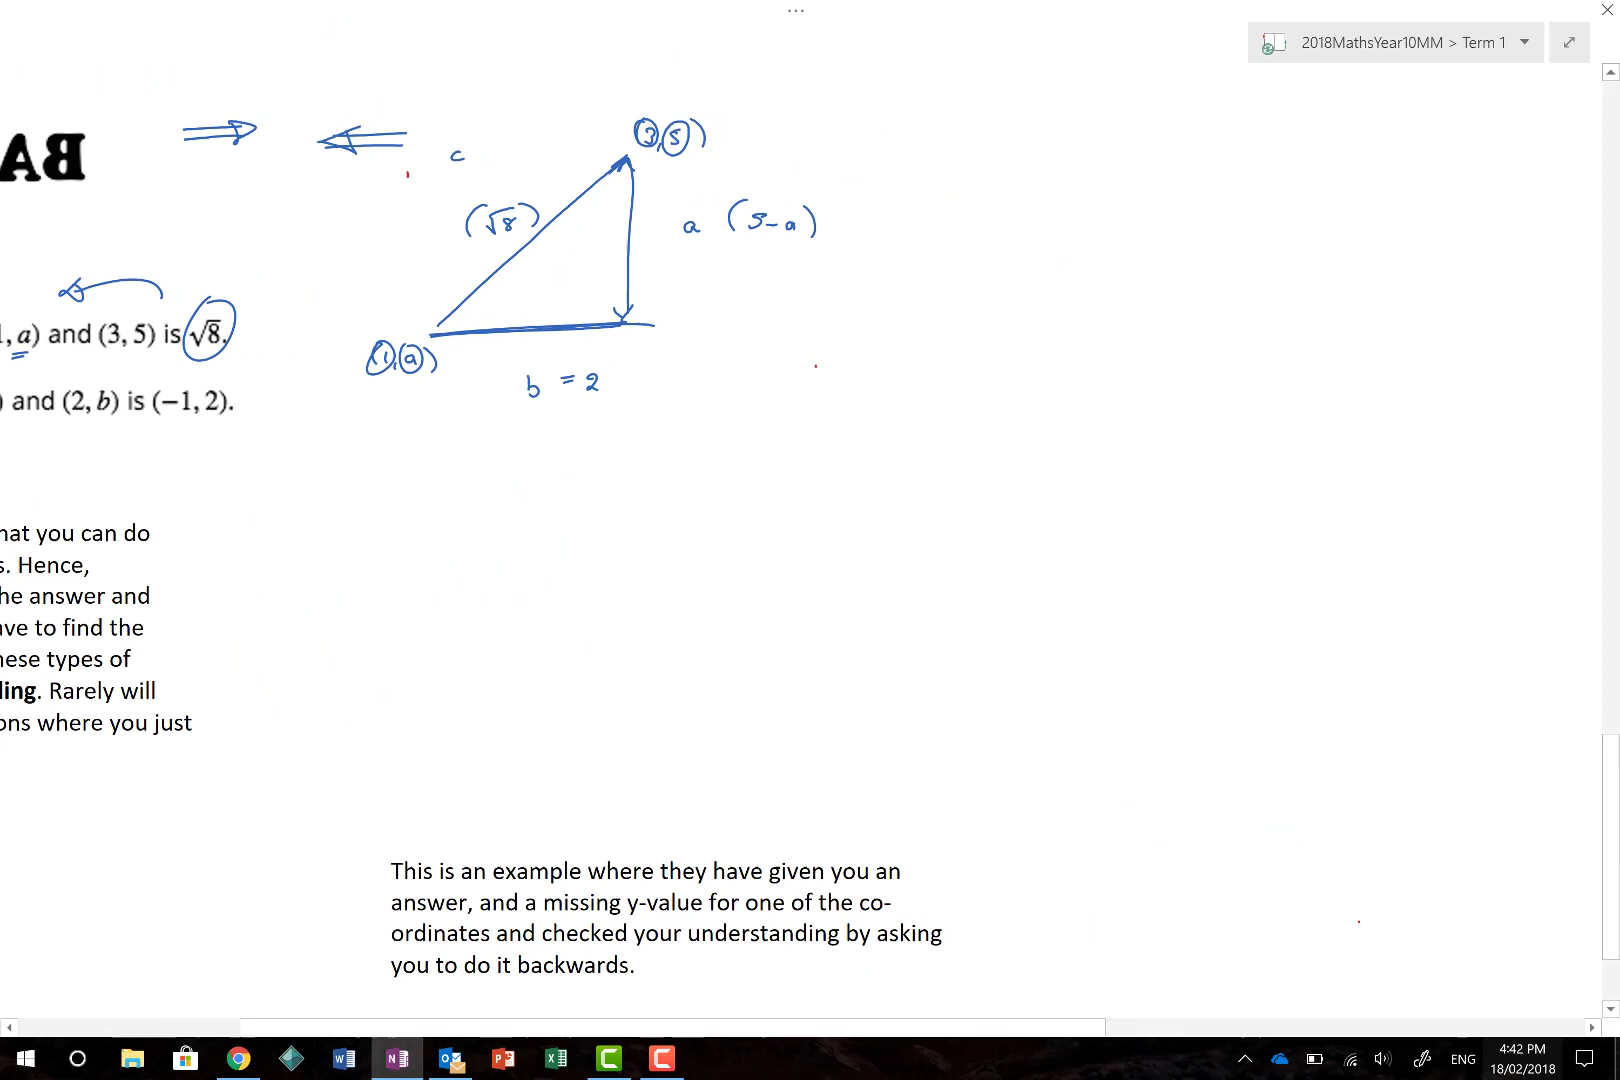 2018MathsYear10MM > Term 1
BA
c
(3, 5)
(√8)
a (5-a)
1, a) and (3, 5) is √8.
(1, a)
b = 2
) and (2, b) is (−1, 2).
hat you can do
s. Hence,
he answer and
ave to find the
hese types of
ling. Rarely will
ons where you just
This is an example where they have given you an
answer, and a missing y-value for one of the co-
ordinates and checked your understanding by asking
you to do it backwards.
ENG
4:42 PM
18/02/2018